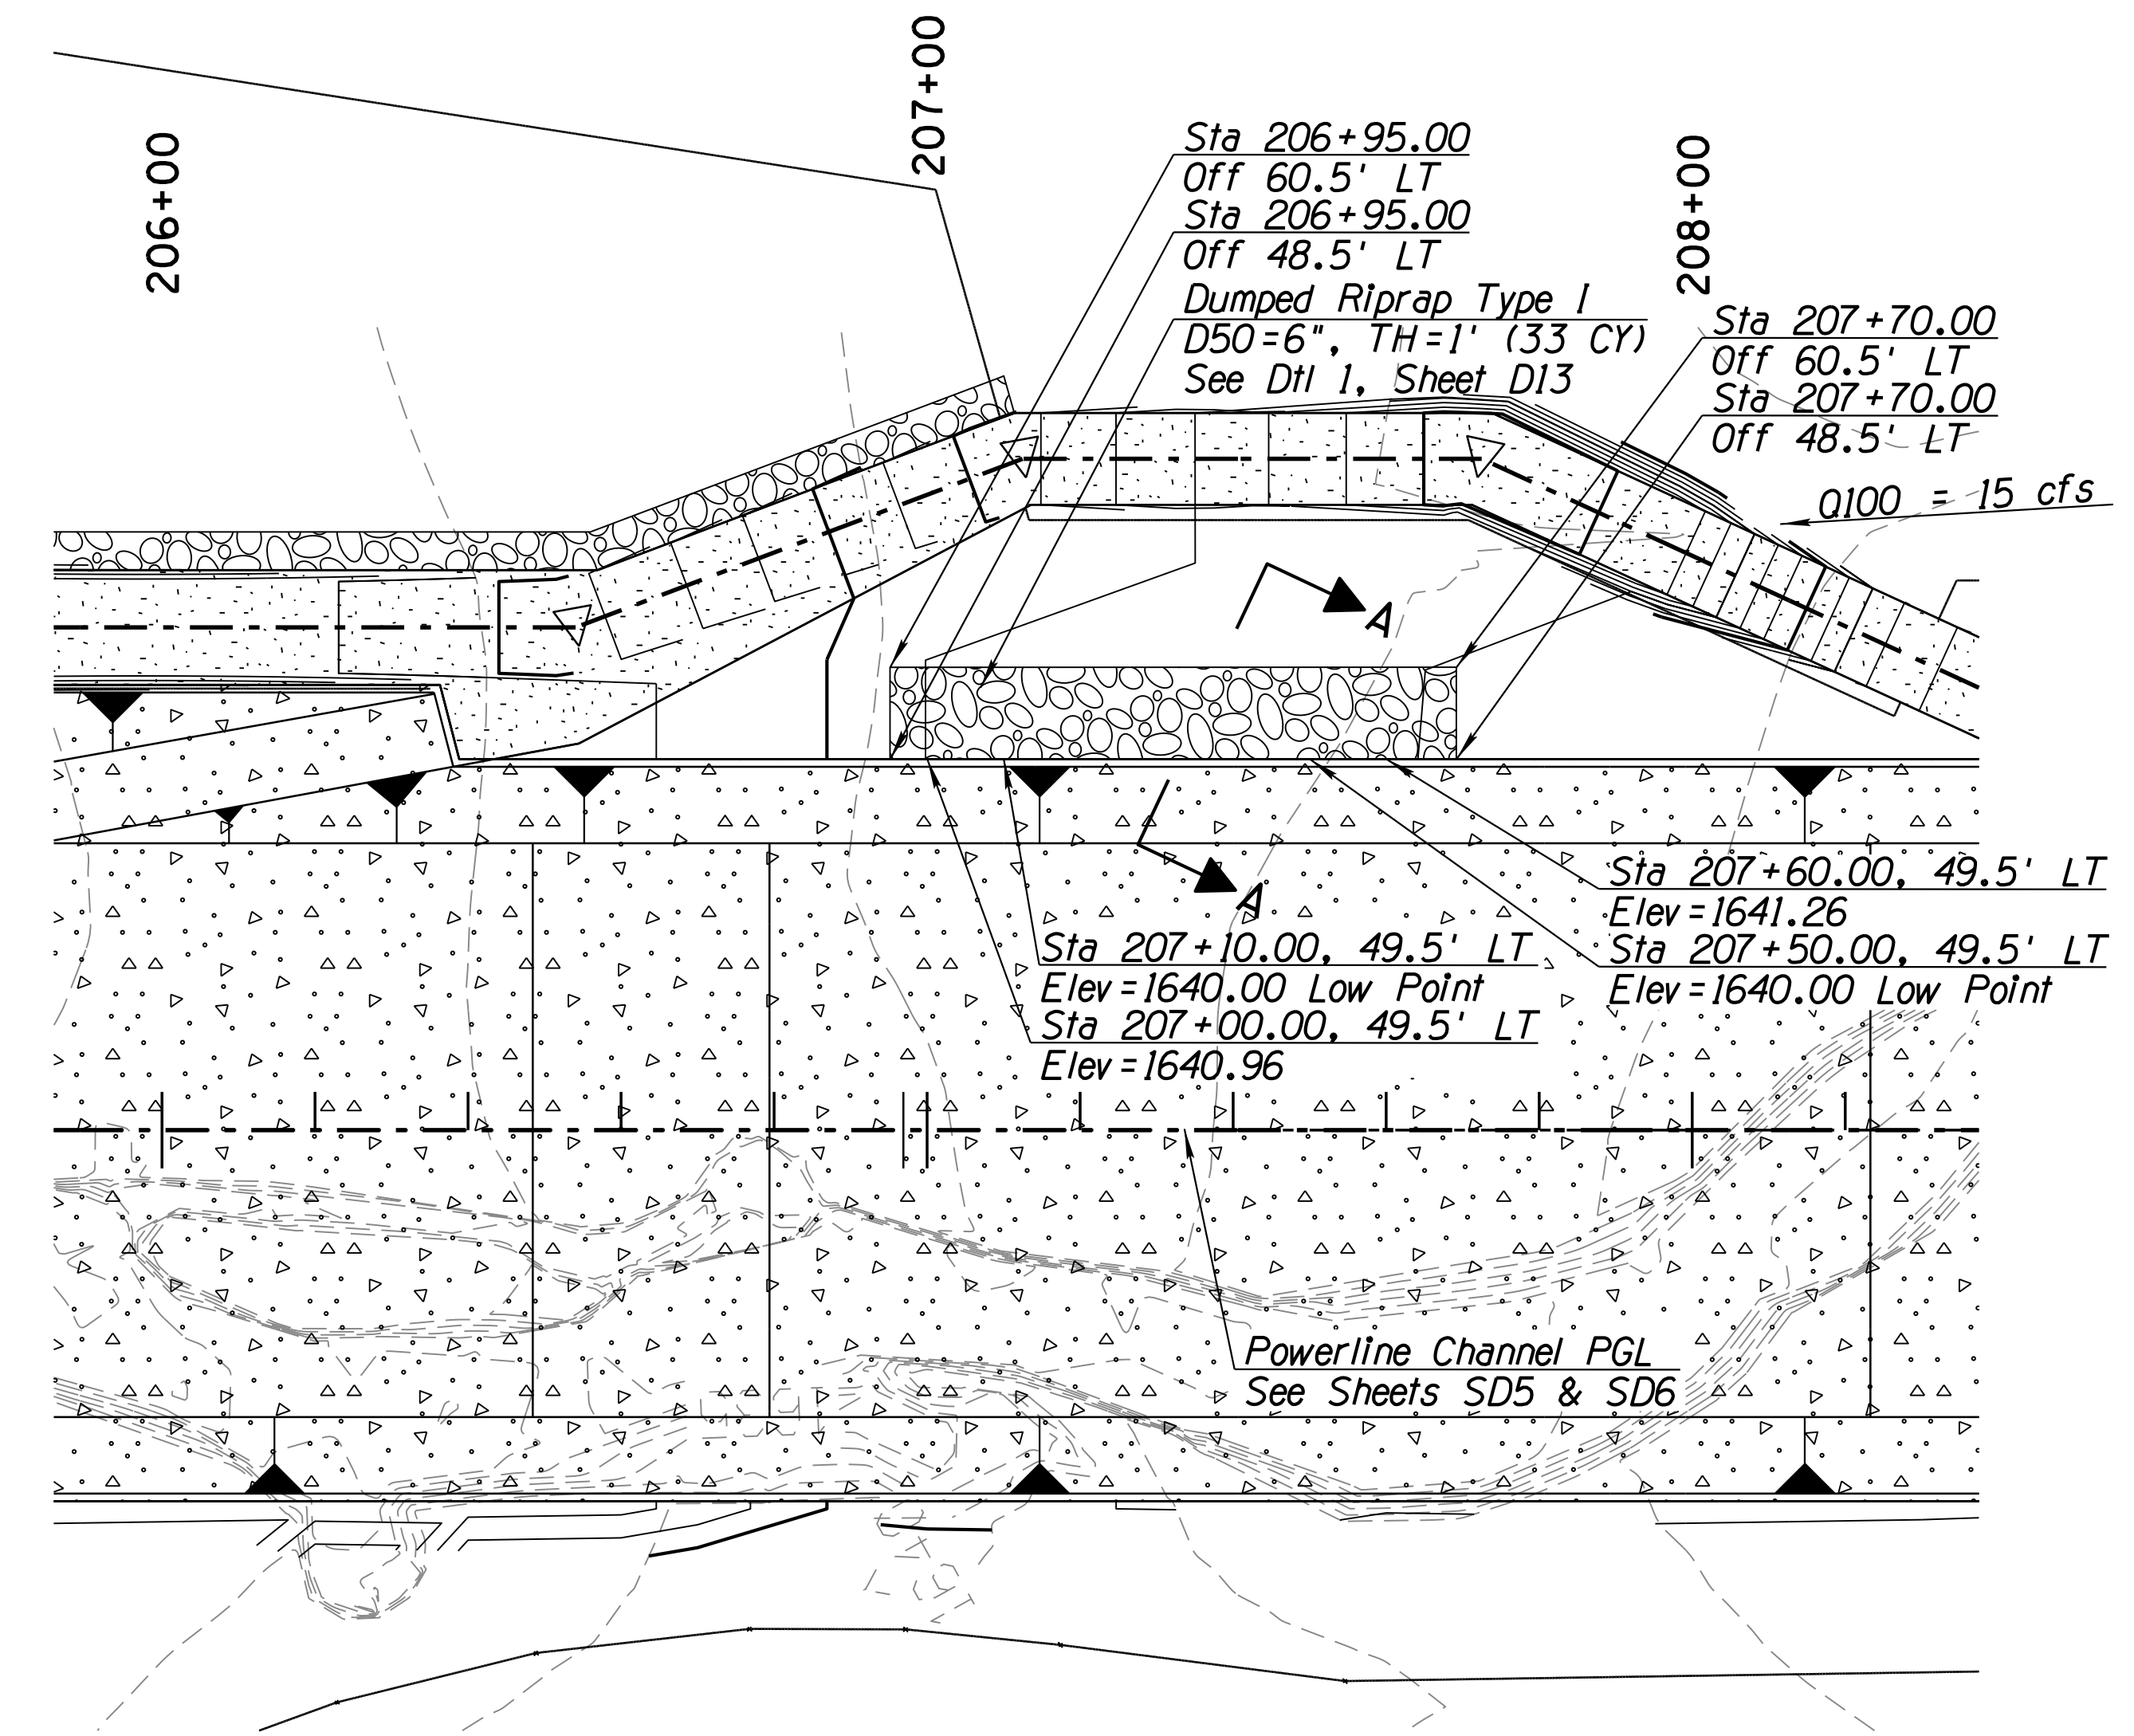 206+00
207+00
Sta 206+95.00
Off 60.5' LT
Sta 206+95.00
Off 48.5' LT
Dumped Riprap Type I
D50=6", TH=1' (33 CY)
See Dtl 1, Sheet D13
208+00
Sta 207+70.00
Off 60.5' LT
Sta 207+70.00
Off 48.5' LT
Q100 = 15 cfs
A
A
Sta 207+60.00, 49.5' LT
Elev=1641.26
Sta 207+50.00, 49.5' LT
Elev=1640.00 Low Point
Sta 207+10.00, 49.5' LT
Elev=1640.00 Low Point
Sta 207+00.00, 49.5' LT
Elev=1640.96
Powerline Channel PGL
See Sheets SD5 & SD6